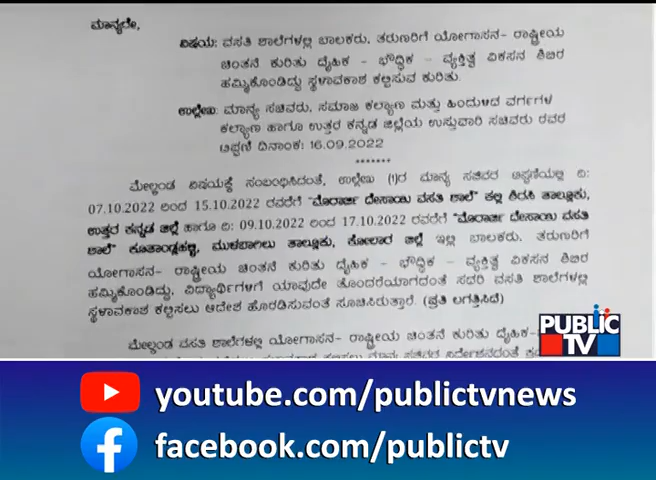 ಮಾನ್ಯರೇ,
ವಿಷಯ: ವಸತಿ ಶಾಲೆಗಳಲ್ಲಿ ಬಾಲಕರು, ತರುಣರಿಗೆ ಯೋಗಾಸನ- ರಾಷ್ಟ್ರೀಯ
ಚಿಂತನೆ ಕುರಿತು ದೈಹಿಕ - ಭೌದ್ಧಿಕ - ವ್ಯಕ್ತಿತ್ವ ವಿಕಸನ ಶಿಬಿರ
ಹಮ್ಮಿಕೊಂಡಿದ್ದು ಸ್ಥಳಾವಕಾಶ ಕಲ್ಪಿಸುವ ಕುರಿತು.
ಉಲ್ಲೇಖ: ಮಾನ್ಯ ಸಚಿವರು, ಸಮಾಜ ಕಲ್ಯಾಣ ಮತ್ತು ಹಿಂದುಳಿದ ವರ್ಗಗಳ
ಕಲ್ಯಾಣ ಹಾಗೂ ಉತ್ತರ ಕನ್ನಡ ಜಿಲ್ಲೆಯ ಉಸ್ತುವಾರಿ ಸಚಿವರು ರವರ
ಟಿಪ್ಪಣಿ ದಿನಾಂಕ: 16.09.2022
*******
ಮೇಲ್ಕಂಡ ವಿಷಯಕ್ಕೆ ಸಂಬಂಧಿಸಿದಂತೆ, ಉಲ್ಲೇಖ (1)ರ ಮಾನ್ಯ ಸಚಿವರ ಟಿಪ್ಪಣಿಯಲ್ಲಿ ದಿ:
07.10.2022 ರಿಂದ 15.10.2022 ರವರೆಗೆ "ಮೊರಾರ್ಜಿ ದೇಸಾಯಿ ವಸತಿ ಶಾಲೆ" ಕಲ್ಲಿ ಶಿರಸಿ ತಾಲ್ಲೂಕು,
ಉತ್ತರ ಕನ್ನಡ ಜಿಲ್ಲೆ ಹಾಗೂ ದಿ: 09.10.2022 ರಿಂದ 17.10.2022 ರವರೆಗೆ "ಮೊರಾರ್ಜಿ ದೇಸಾಯಿ ವಸತಿ
ಶಾಲೆ" ಕೂತಾಂಡ್ಲಹಳ್ಳಿ, ಮುಳಬಾಗಿಲು ತಾಲ್ಲೂಕು, ಕೋಲಾರ ಜಿಲ್ಲೆ ಇಲ್ಲಿ ಬಾಲಕರು, ತರುಣರಿಗೆ
ಯೋಗಾಸನ- ರಾಷ್ಟ್ರೀಯ ಚಿಂತನೆ ಕುರಿತು ದೈಹಿಕ - ಭೌದ್ಧಿಕ - ವ್ಯಕ್ತಿತ್ವ ವಿಕಸನ ಶಿಬಿರ
ಹಮ್ಮಿಕೊಂಡಿದ್ದು, ವಿದ್ಯಾರ್ಥಿಗಳಿಗೆ ಯಾವುದೇ ತೊಂದರೆಯಾಗದಂತೆ ಸದರಿ ವಸತಿ ಶಾಲೆಗಳಲ್ಲಿ
ಸ್ಥಳಾವಕಾಶ ಕಲ್ಪಿಸಲು ಆದೇಶ ಹೊರಡಿಸುವಂತೆ ಸೂಚಿಸಿರುತ್ತಾರೆ. (ಪ್ರತಿ ಲಗತ್ತಿಸಿದೆ)
ಮೇಲ್ಕಂಡ ವಸತಿ ಶಾಲೆಗಳಲ್ಲಿ ಯೋಗಾಸನ- ರಾಷ್ಟ್ರೀಯ ಚಿಂತನೆ ಕುರಿತು ದೈಹಿಕ-
PUBLIC
TV
youtube.com/publictvnews
facebook.com/publictv